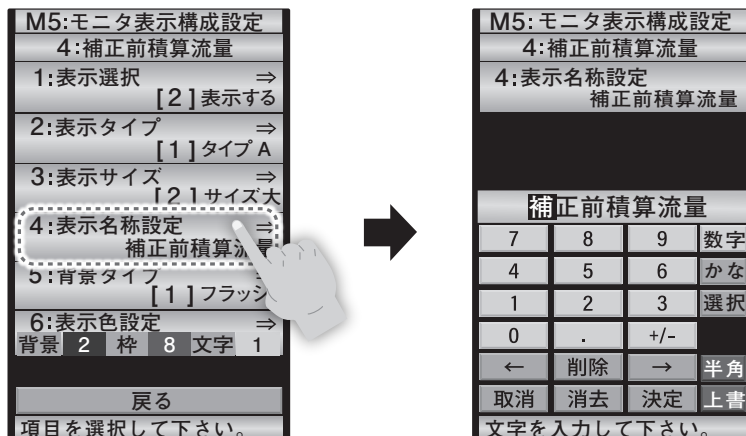 M5:モニタ表示構成設定
4:補正前積算流量
1:表示選択 ⇒
[2]表示する
2:表示タイプ ⇒
[1]タイプA
3:表示サイズ ⇒
[2]サイズ大
4:表示名称設定 ⇒
補正前積算流量
5:背景タイプ ⇒
[1]フラッシ
6:表示色設定 ⇒
背景 2 枠 8 文字 1
戻る
項目を選択して下さい。
M5:モニタ表示構成設定
4:補正前積算流量
4:表示名称設定
補正前積算流量
補正前積算流量
7 8 9 数字
4 5 6 かな
1 2 3 選択
0 . +/-
← 削除 → 半角
取消 消去 決定 上書
文字を入力して下さい。